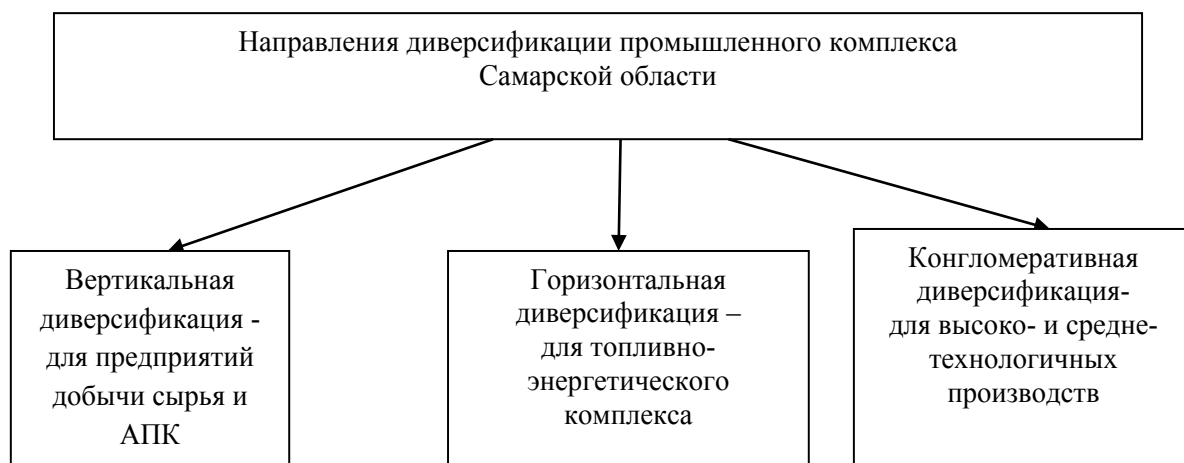 Направления диверсификации промышленного комплекса
Самарской области
Вертикальная
диверсификация -
для предприятий
добычи сырья и
АПК
Горизонтальная
диверсификация –
для топливно-
энергетического
комплекса
Конгломеративная
диверсификация-
для высоко- и средне-
технологичных
производств